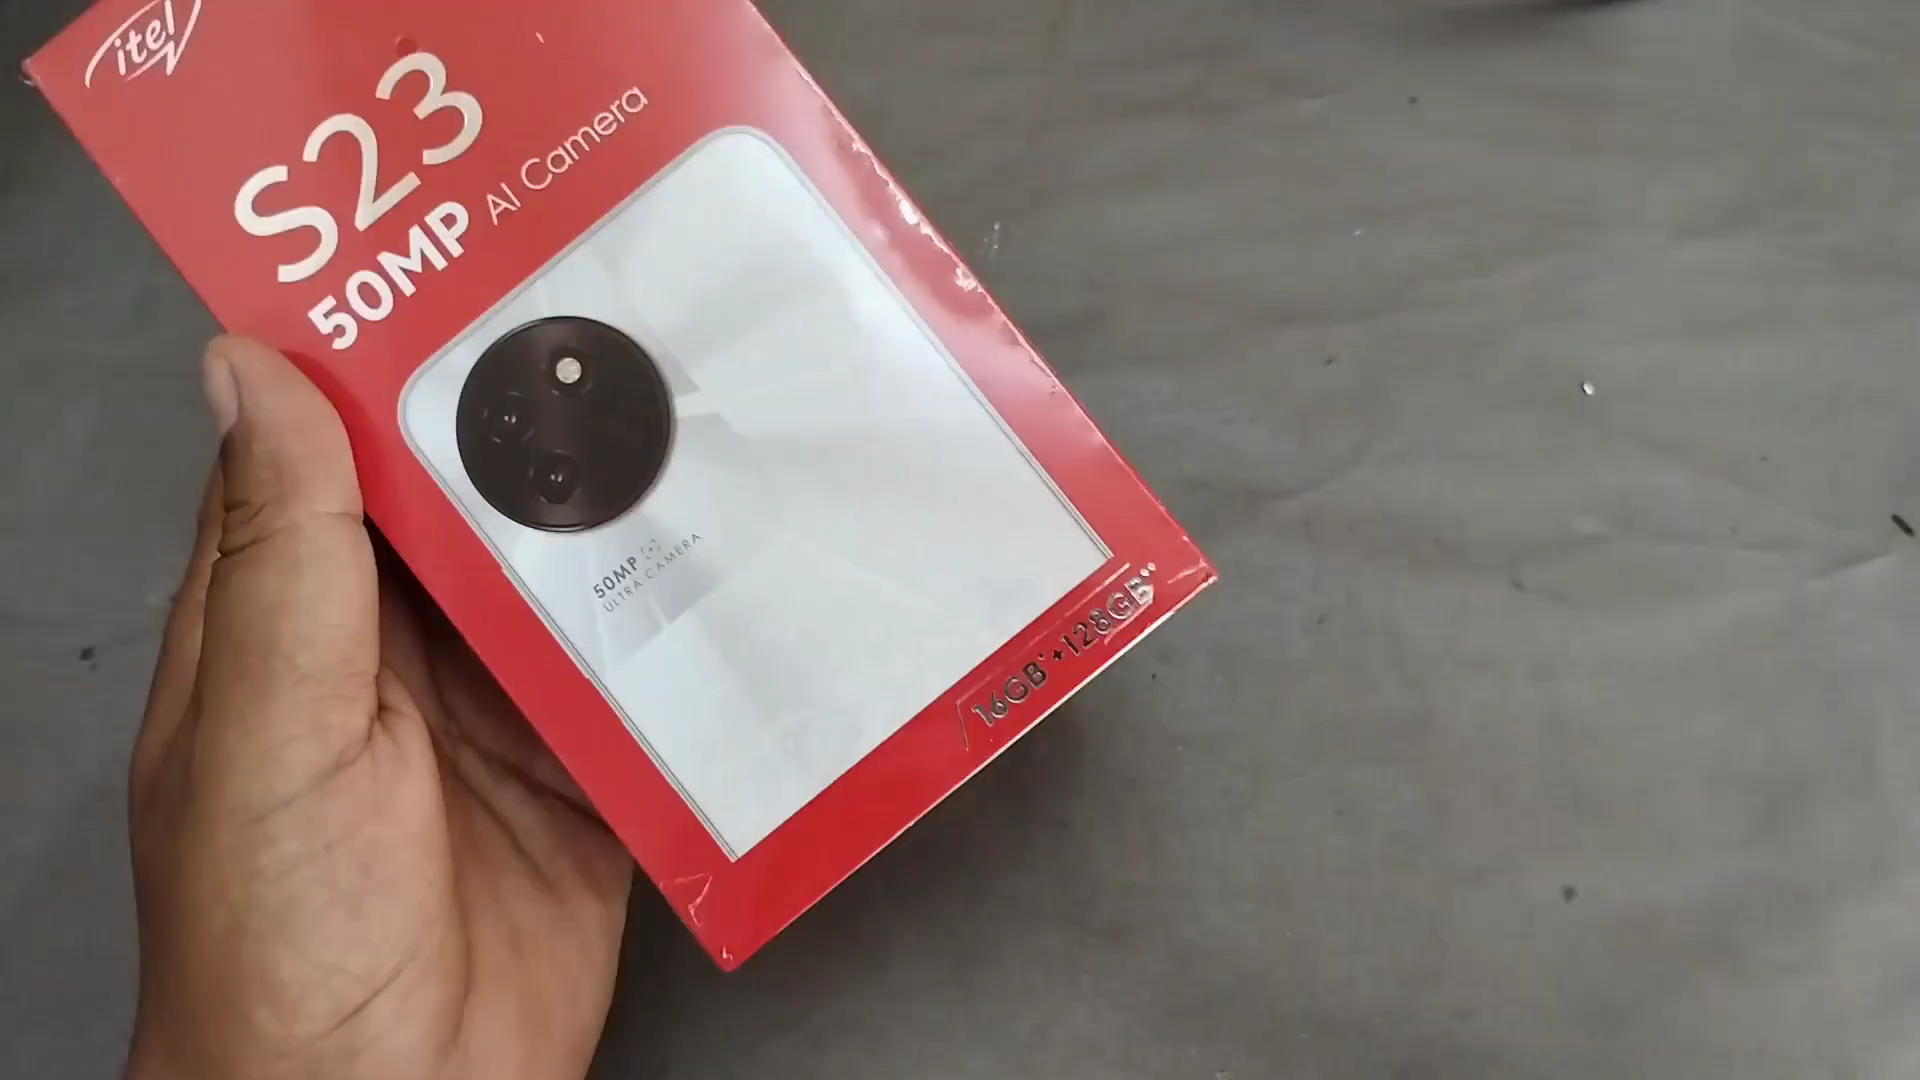 itel
S23
50MP AI Camera
50MP
ULTRA CAMERA
16GB*+128GB**